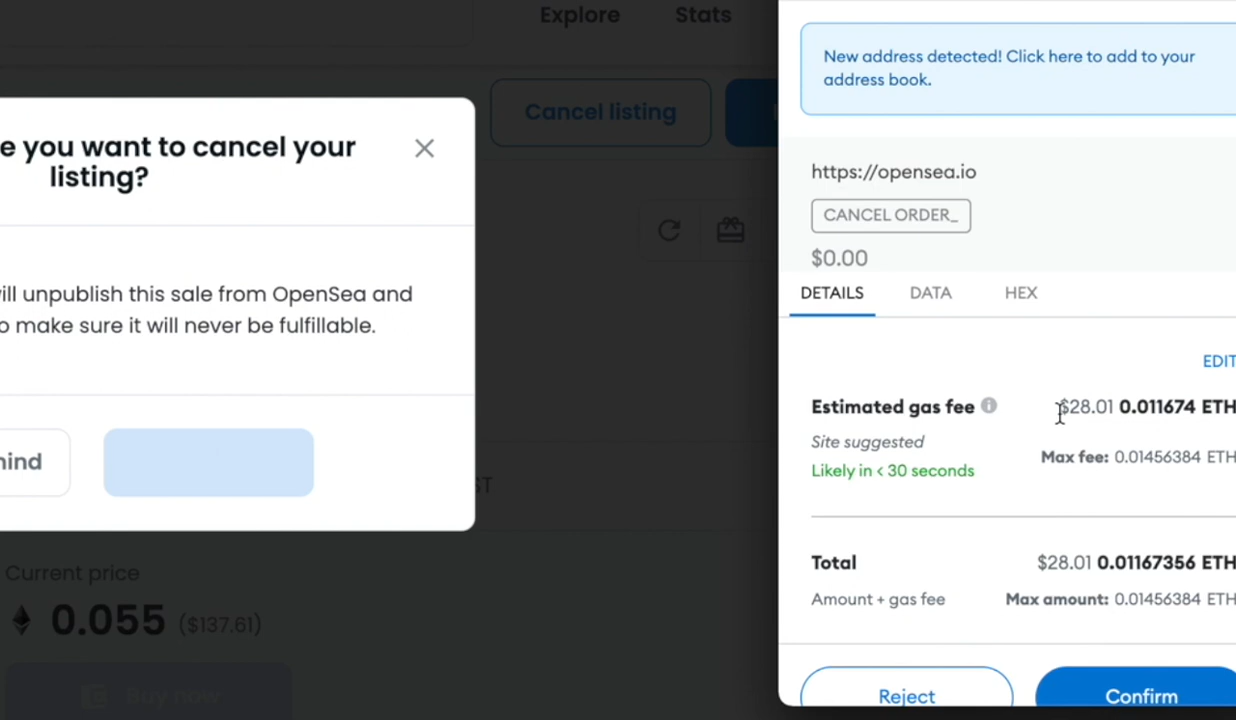 Explore
Stats
Cancel listing
e you want to cancel your
listing?
ill unpublish this sale from OpenSea and
o make sure it will never be fulfillable.
nind
ST
Current price
0.055 ($137.61)
Buy now
New address detected! Click here to add to your
address book.
https://opensea.io
CANCEL ORDER_
$0.00
DETAILS
DATA
HEX
EDIT
Estimated gas fee
$28.01 0.011674 ETH
Site suggested
Max fee: 0.01456384 ETH
Likely in < 30 seconds
Total
$28.01 0.01167356 ETH
Amount + gas fee
Max amount: 0.01456384 ETH
Reject
Confirm